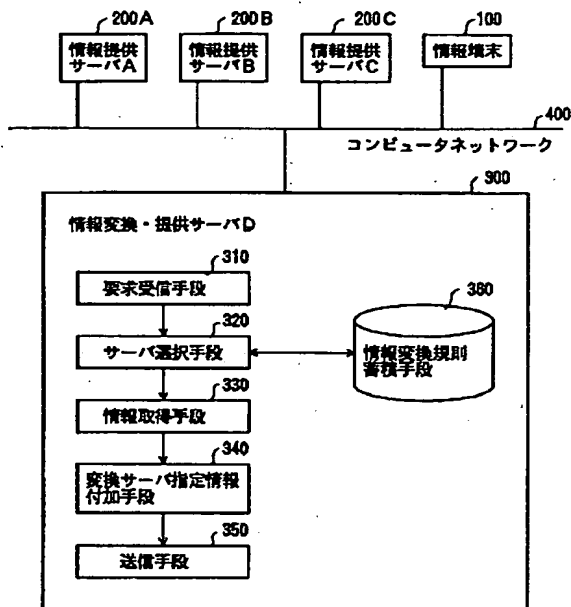 200A
情報提供
サーバA
200B
情報提供
サーバB
200C
情報提供
サーバC
100
情報端末
400
コンピュータネットワーク
900
情報変換・提供サーバD
310
要求受信手段
320
サーバ選択手段
360
情報変換規則
蓄積手段
330
情報取得手段
340
変換サーバ指定情報
付加手段
350
送信手段